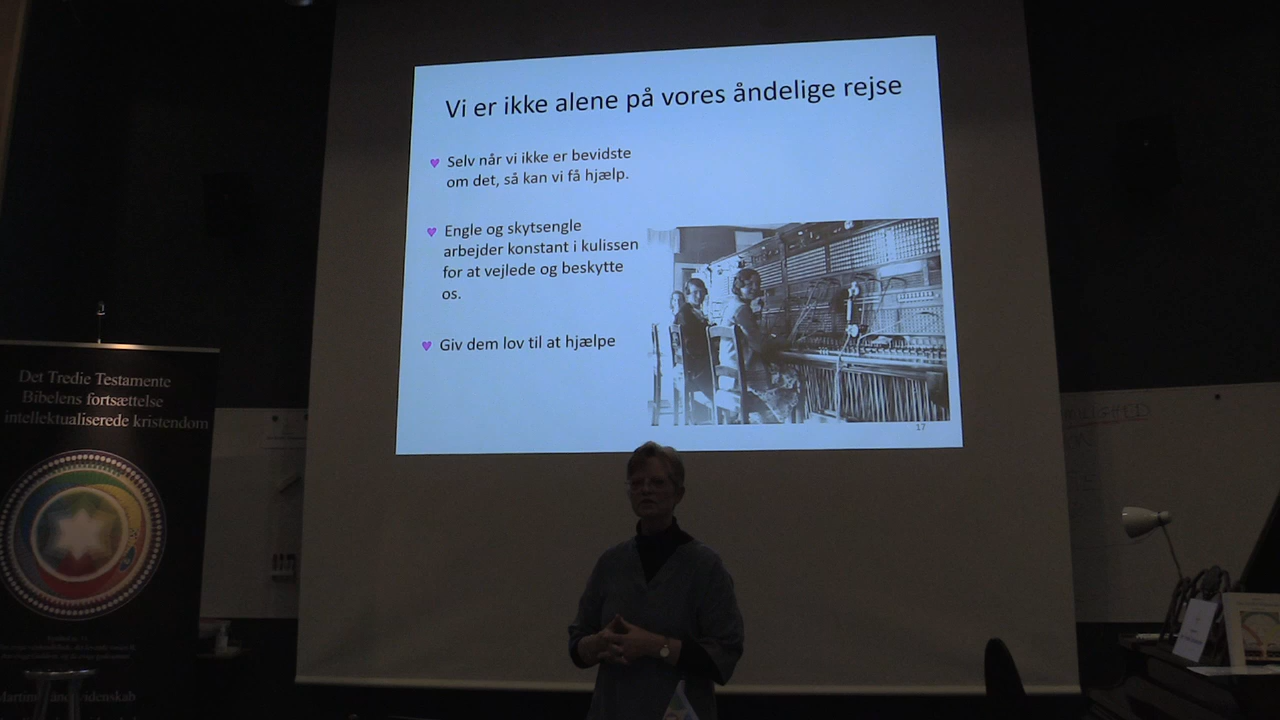 Vi er ikke alene på vores åndelige rejse
Selv når vi ikke er bevidste
om det, så kan vi få hjælp.
Engle og skytsengle
arbejder konstant i kulissen
for at vejlede og beskytte
os.
Giv dem lov til at hjælpe
17
Det Tredie Testamente
Bibelens fortsættelse
intellektualiserede kristendom